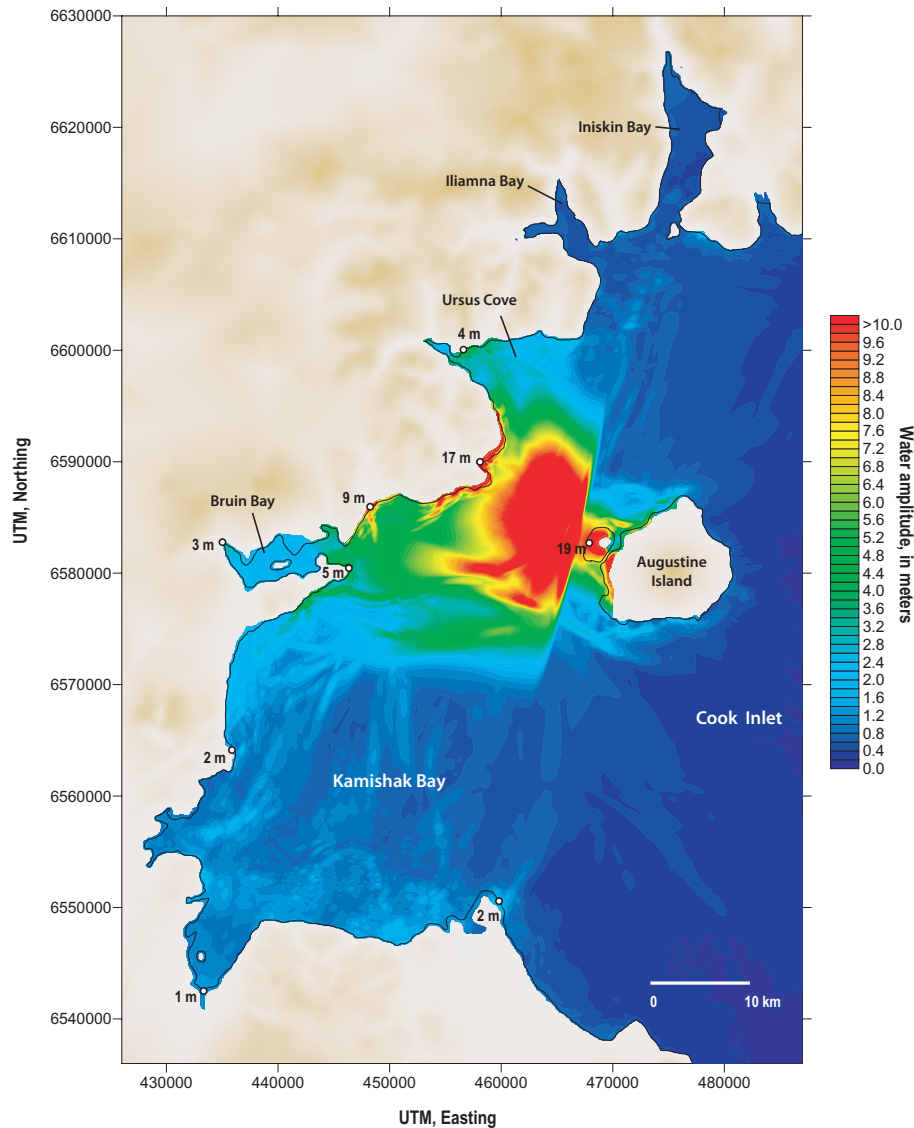 6630000
6620000
6610000
6600000
6590000
6580000
6570000
6560000
6550000
6540000
UTM, Northing
Iniskin Bay
Iliamna Bay
Ursus Cove
4 m
17 m
9 m
Bruin Bay
3 m
5 m
19 m
Augustine
Island
Cook Inlet
2 m
Kamishak Bay
2 m
1 m
0
10 km
430000
440000
450000
460000
470000
480000
UTM, Easting
>10.0
9.6
9.2
8.8
8.4
8.0
7.6
7.2
6.8
6.4
6.0
5.6
5.2
4.8
4.4
4.0
3.6
3.2
2.8
2.4
2.0
1.6
1.2
0.8
0.4
0.0
Water amplitude, in meters